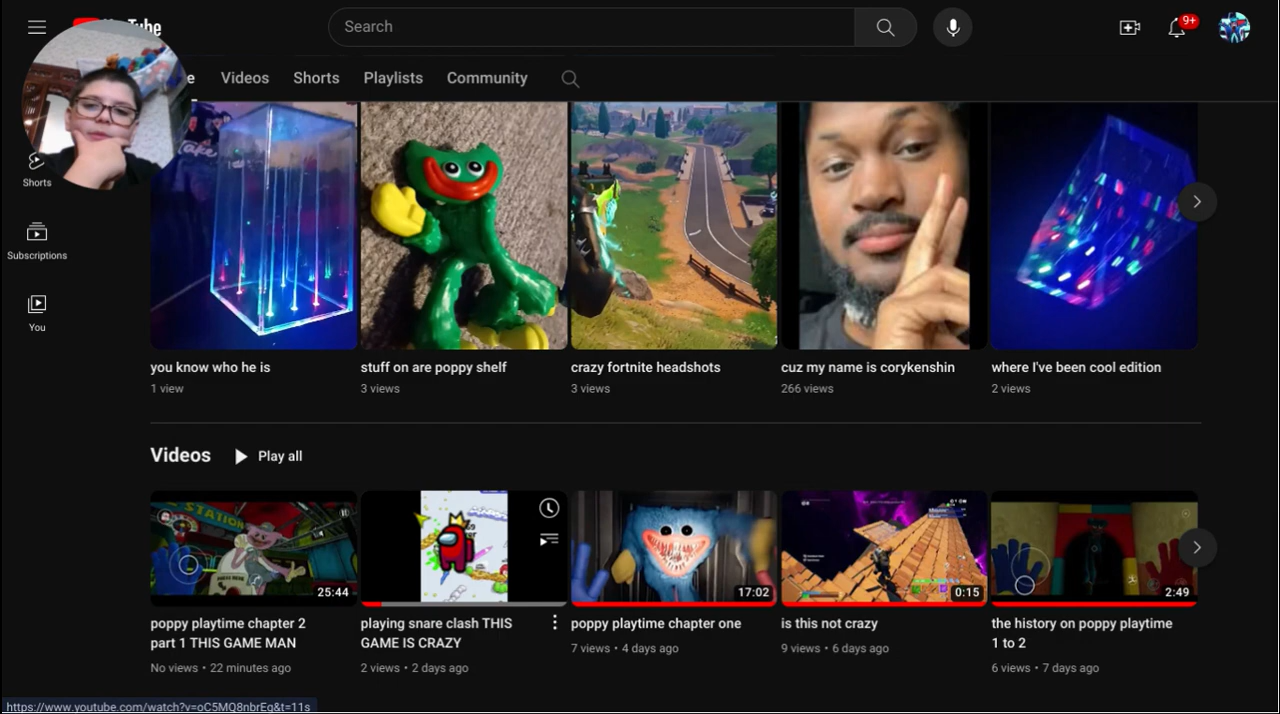 Tube
Search
9+
e Videos Shorts Playlists Community
Shorts
Subscriptions
You
you know who he is
1 view
stuff on are poppy shelf
3 views
crazy fortnite headshots
3 views
cuz my name is corykenshin
266 views
where I've been cool edition
2 views
Videos Play all
STATION
25:44
17:02
0:15
2:49
poppy playtime chapter 2
part 1 THIS GAME MAN
No views • 22 minutes ago
playing snare clash THIS
GAME IS CRAZY
2 views • 2 days ago
poppy playtime chapter one
7 views • 4 days ago
is this not crazy
9 views • 6 days ago
the history on poppy playtime
1 to 2
6 views • 7 days ago
https://www.youtube.com/watch?v=oC5MQ8nbrEg&t=11s